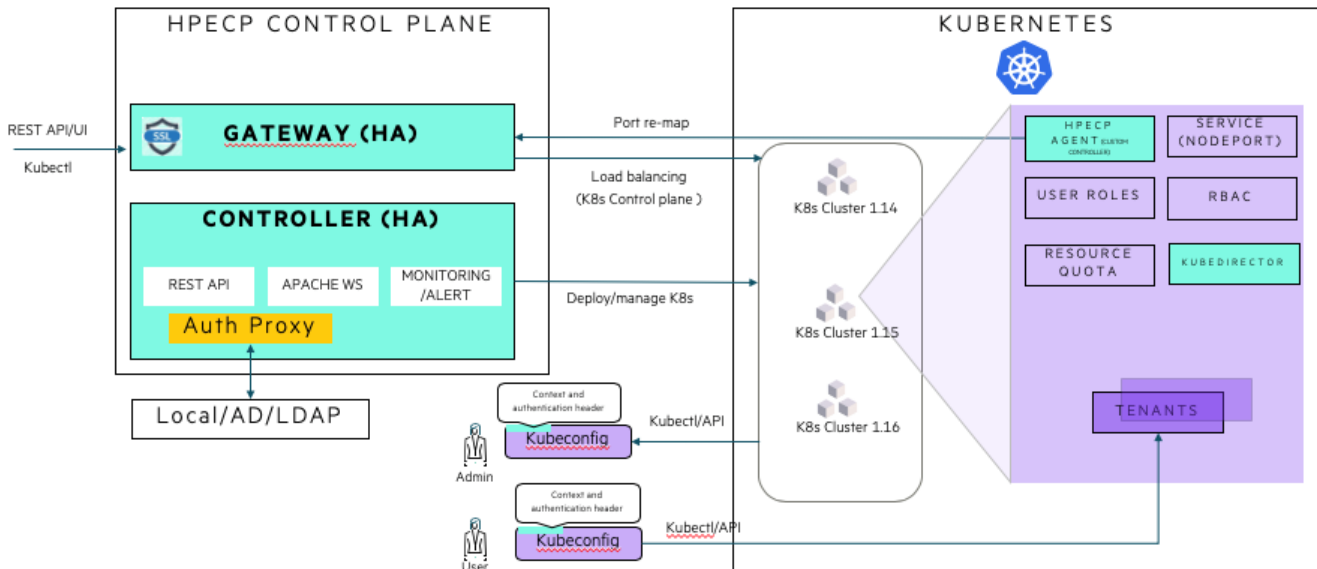 HPECP CONTROL PLANE
KUBERNETES
REST API/UI
Kubectl
SSL
GATEWAY (HA)
CONTROLLER (HA)
REST API
APACHE WS
MONITORING
/ALERT
Auth Proxy
Local/AD/LDAP
Port re-map
Load balancing
(K8s Control plane )
Deploy/manage K8s
K8s Cluster 1.14
K8s Cluster 1.15
K8s Cluster 1.16
HPECP
AGENT (CUSTOM
CONTROLLER)
SERVICE
(NODEPORT)
USER ROLES
RBAC
RESOURCE
QUOTA
KUBEDIRECTOR
TENANTS
Context and
authentication header
Kubeconfig
Kubectl/API
Admin
Context and
authentication header
Kubeconfig
Kubectl/API
User